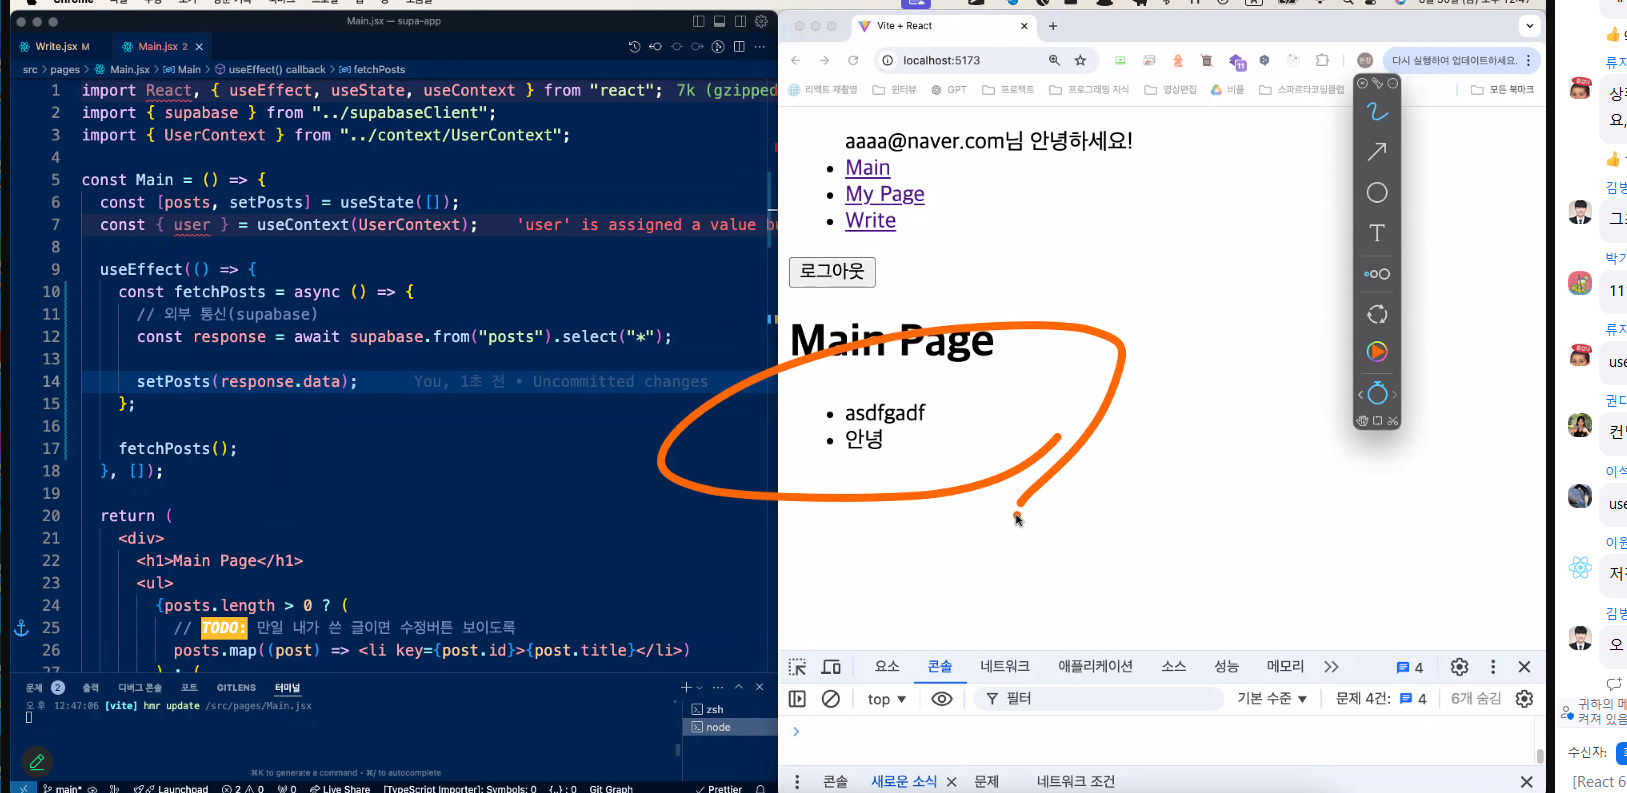 Main.jsx — supa-app
Write.jsx M
Main.jsx 2
src > pages > Main.jsx > Main > useEffect() callback > fetchPosts
1 import React, { useEffect, useState, useContext } from "react"; 7k (gzipped
2 import { supabase } from "../supabaseClient";
3 import { UserContext } from "../context/UserContext";
4
5 const Main = () => {
6 const [posts, setPosts] = useState([]);
7 const { user } = useContext(UserContext); 'user' is assigned a value bu
8
9 useEffect(() => {
10 const fetchPosts = async () => {
11 // 외부 통신(supabase)
12 const response = await supabase.from("posts").select("*");
13
14 setPosts(response.data); You, 1초 전 • Uncommitted changes
15 };
16
17 fetchPosts();
18 }, []);
19
20 return (
21 <div>
22 <h1>Main Page</h1>
23 <ul>
24 {posts.length > 0 ? (
25 // TODO: 만일 내가 쓴 글이면 수정버튼 보이도록
26 posts.map((post) => <li key={post.id}>{post.title}</li>)
27 ) : (
문제 2 출력 디버그 콘솔 포트 GITLENS 터미널
오후 12:47:06 [vite] hmr update /src/pages/Main.jsx
zsh
node
⌘K to generate a command • ⌘/ to autocomplete
main* Launchpad 2 0 0 Live Share [TypeScript Importer]: Symbols: 0 {..}: 0 Git Graph Prettier
Vite + React
localhost:5173
11
원장
다시 실행하여 업데이트하세요.
리액트 재촬영 원티뷰 GPT 프로젝트 프로그래밍 지식 영상편집 비플 스파르타코딩클럽 모든 북마크
aaaa@naver.com님 안녕하세요!
Main
My Page
Write
로그아웃
Main Page
asdfgadf
안녕
T
요소 콘솔 네트워크 애플리케이션 소스 성능 메모리 4
top 필터 기본 수준 문제 4건: 4 6개 숨김
콘솔 새로운 소식 문제 네트워크 조건
류지
상
요,
김병
그
박기
11
류지
use
권디
컨
이석
use
이원
저
김병
오
귀하의 메
켜져 있음
수신자:
[React 6